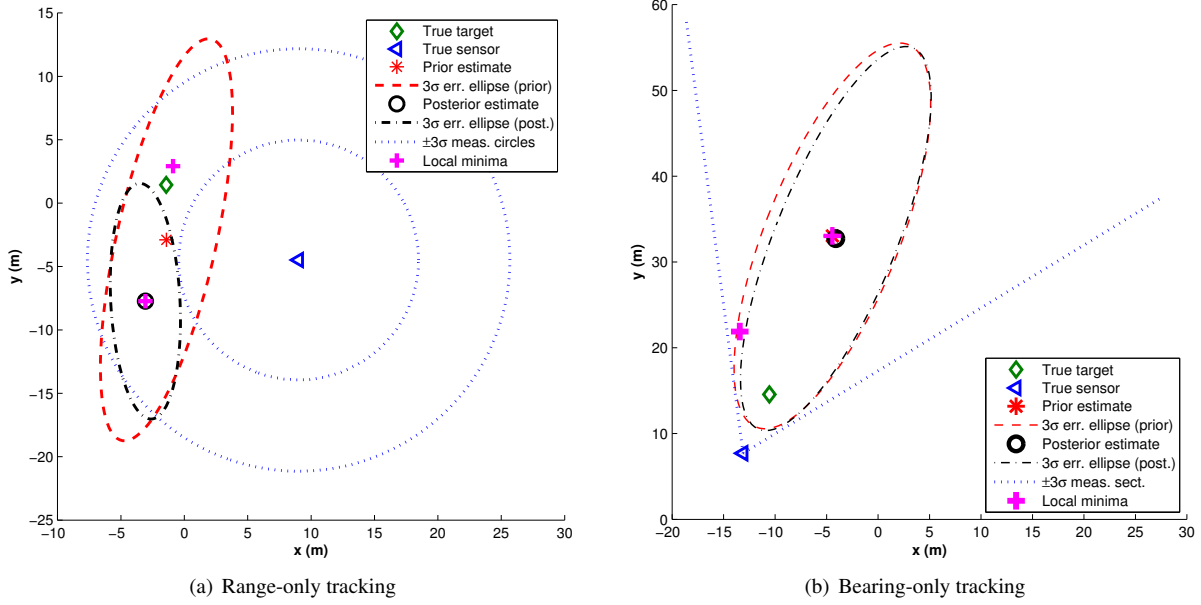 15
10
5
0
−5
−10
−15
−20
−25
y (m)
−15 −10 −5 0 5 10 15 20 25 30
x (m)
True target
True sensor
Prior estimate
3σ err. ellipse (prior)
Posterior estimate
3σ err. ellipse (post.)
±3σ meas. circles
Local minima
(a) Range-only tracking
60
50
40
30
20
10
0
y (m)
−20 −15 −10 −5 0 5 10 15 20 25 30
x (m)
True target
True sensor
Prior estimate
3σ err. ellipse (prior)
Posterior estimate
3σ err. ellipse (post.)
±3σ meas. sect.
Local minima
(b) Bearing-only tracking